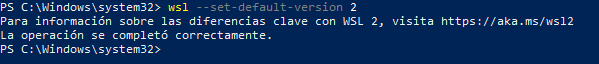 PS C:\Windows\system32> wsl --set-default-version 2
Para información sobre las diferencias clave con WSL 2, visita https://aka.ms/wsl2
La operación se completó correctamente.
PS C:\Windows\system32>